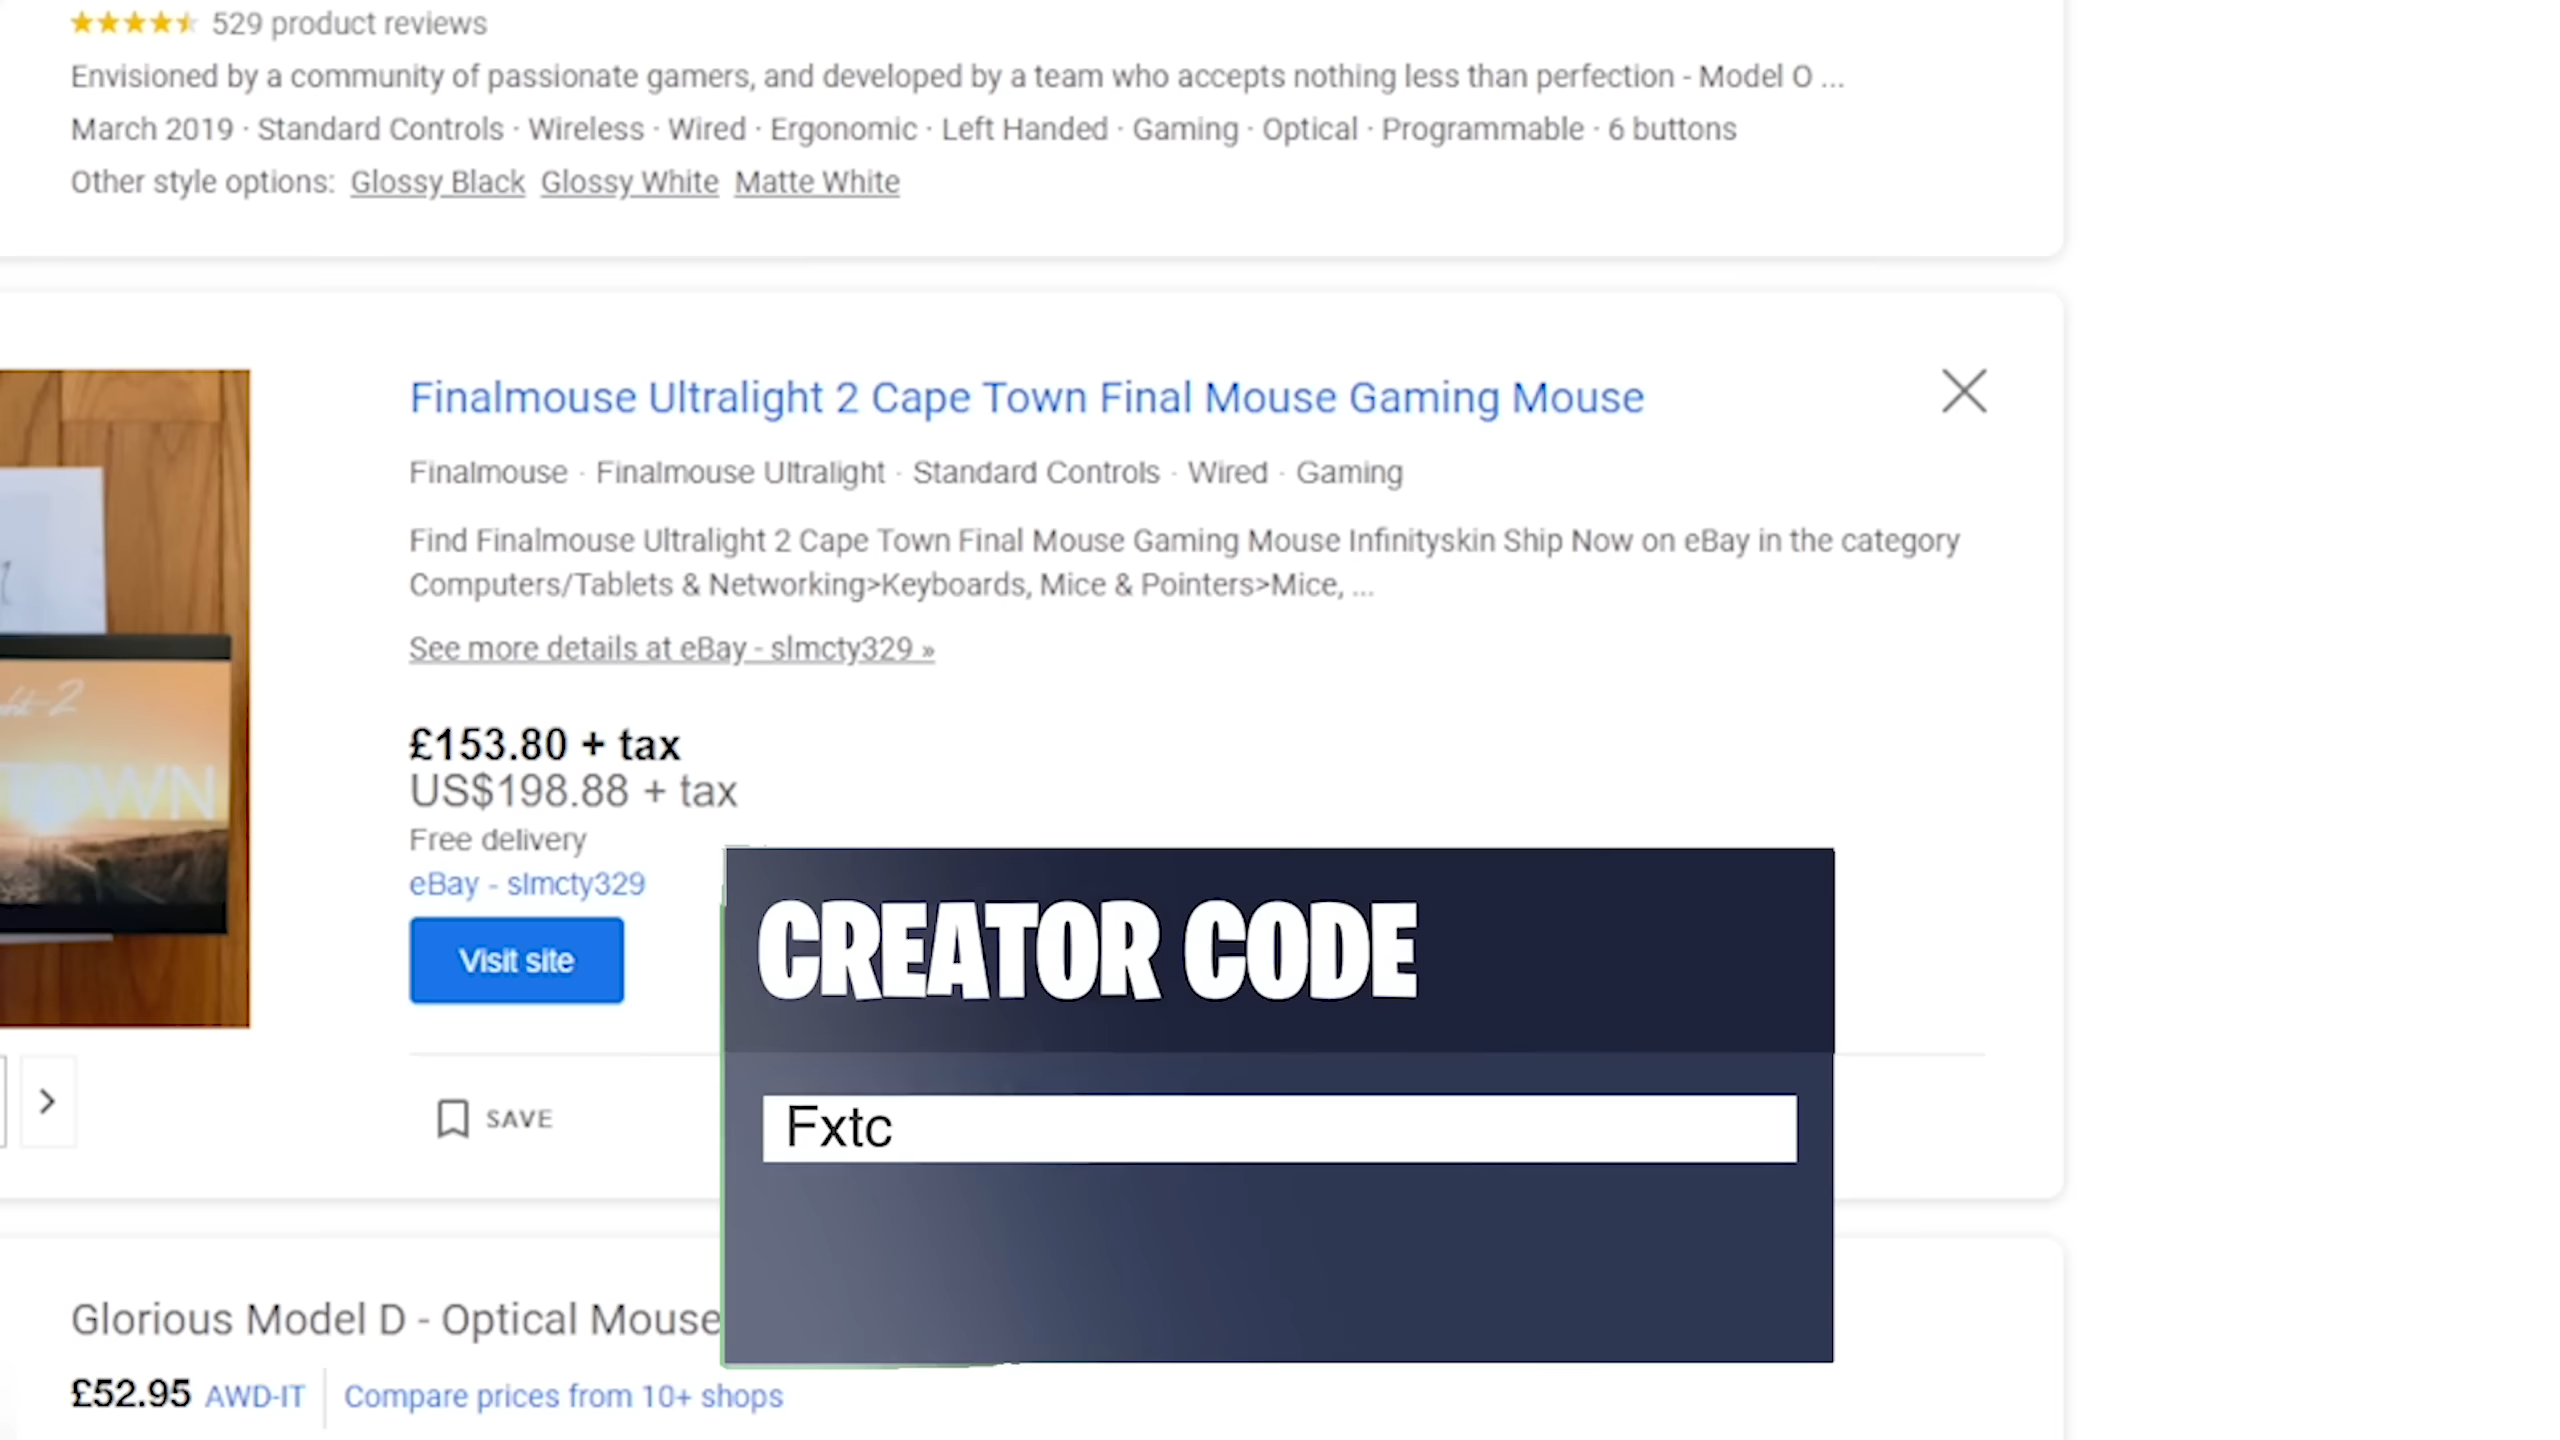 529 product reviews
Envisioned by a community of passionate gamers, and developed by a team who accepts nothing less than perfection - Model O ...
March 2019 · Standard Controls · Wireless · Wired · Ergonomic · Left Handed · Gaming · Optical · Programmable · 6 buttons
Other style options: Glossy Black Glossy White Matte White
Finalmouse Ultralight 2 Cape Town Final Mouse Gaming Mouse
Finalmouse · Finalmouse Ultralight · Standard Controls · Wired · Gaming
Find Finalmouse Ultralight 2 Cape Town Final Mouse Gaming Mouse Infinityskin Ship Now on eBay in the category
Computers/Tablets & Networking>Keyboards, Mice & Pointers>Mice, ...
See more details at eBay - slmcty329 »
2
TOWN
£153.80 + tax
US$198.88 + tax
Free delivery
eBay - slmcty329
Visit site
SAVE
CREATOR CODE
Fxtc
Glorious Model D - Optical Mouse
£52.95 AWD-IT Compare prices from 10+ shops